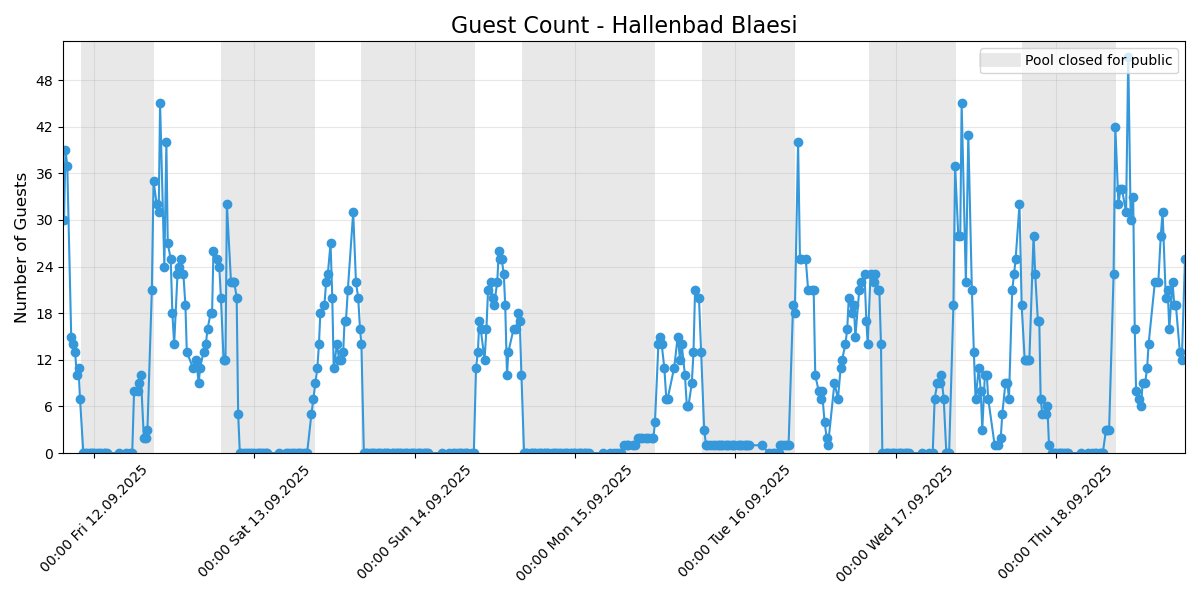 Guest Count - Hallenbad Blaesi
Pool closed for public
Number of Guests
48
42
36
30
24
18
12
6
0
00:00 Fri 12.09.2025
00:00 Sat 13.09.2025
00:00 Sun 14.09.2025
00:00 Mon 15.09.2025
00:00 Tue 16.09.2025
00:00 Wed 17.09.2025
00:00 Thu 18.09.2025